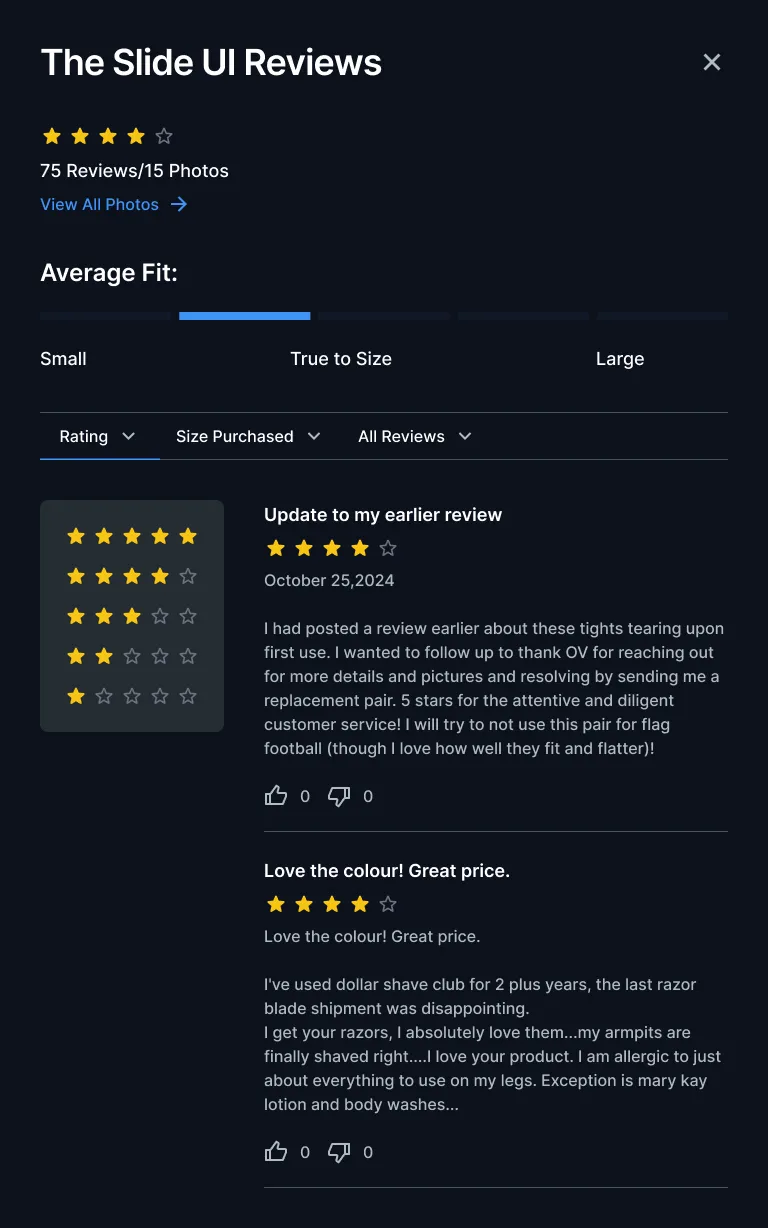 The Slide UI Reviews
75 Reviews/15 Photos
View All Photos
Average Fit:
Small
True to Size
Large
Rating
Size Purchased
All Reviews
Update to my earlier review
October 25,2024
I had posted a review earlier about these tights tearing upon
first use. I wanted to follow up to thank OV for reaching out
for more details and pictures and resolving by sending me a
replacement pair. 5 stars for the attentive and diligent
customer service! I will try to not use this pair for flag
football (though I love how well they fit and flatter)!
0
0
Love the colour! Great price.
Love the colour! Great price.
I've used dollar shave club for 2 plus years, the last razor
blade shipment was disappointing.
I get your razors, I absolutely love them...my armpits are
finally shaved right....I love your product. I am allergic to just
about everything to use on my legs. Exception is mary kay
lotion and body washes...
0
0